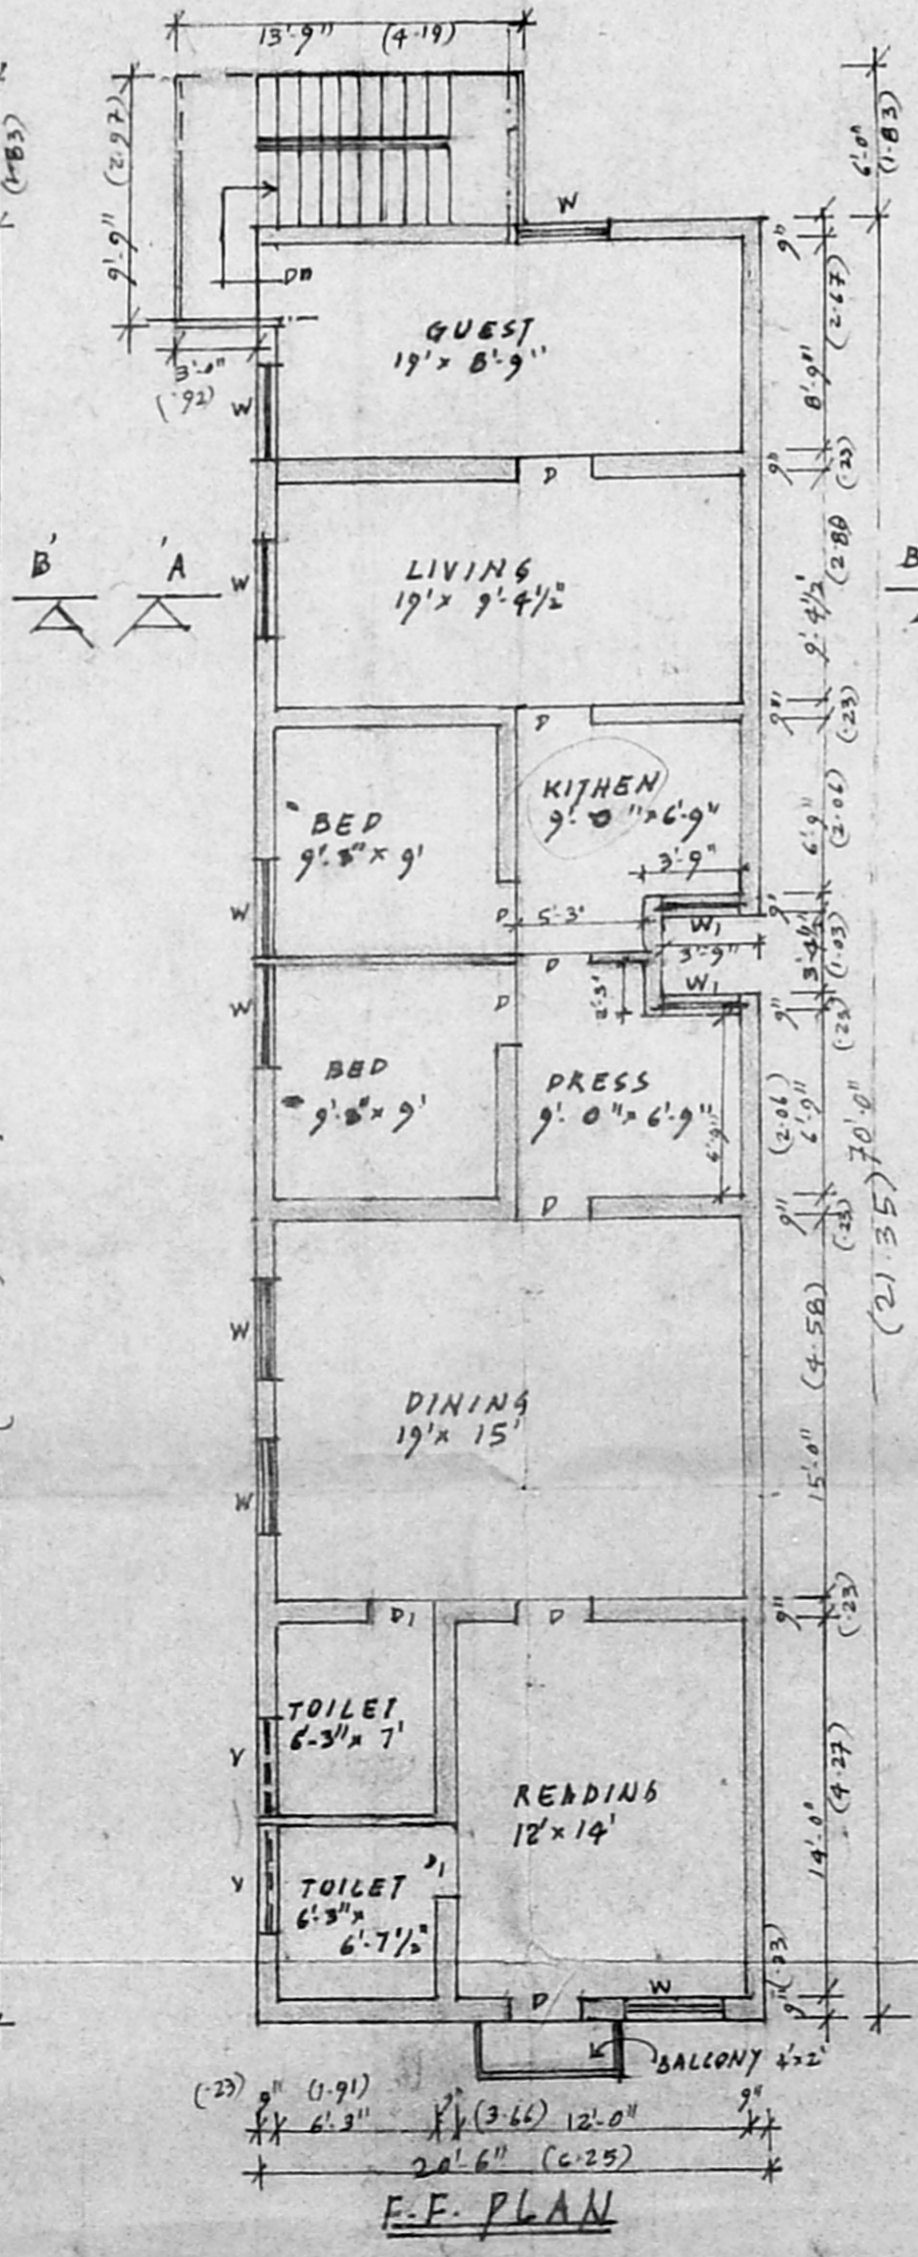 13'-9" (4.19)
9'-9" (2.97)
6'-0"
(1.83)
W
9"
Dn
GUEST
19' x 8'-9"
8'-9" (2.67)
3'-0"
(.92)
W
D
9" (.23)
B' 'A
W
LIVING
19' x 9'-4½"
9'-4½'
B
D
9" (.23)
BED
KITHEN
9'-0" x 6'-9"
6'-9" (2.06)
3'-9"
W
D
5'-3'
W1
9"
3'-9"
3'-4½" (1.03)
D
W1
W
D
2'-3'
9" (.23)
BED
9'-3" x 9'
DRESS
9'-0" x 6'-9"
6'-9"
(2.06)
6'-9"
(21.35) 70'-0"
D
9" (.23)
W
DINING
19' x 15'
15'-0" (4.58)
W
D1
D
9" (.23)
TOILET
6'-3" x 7'
V
READING
12' x 14'
14'-0" (4.27)
V
TOILET
D1
6'-3" x
6'-7½"
D
W
9" (.23)
BALLONY 4'x2'
(.23) 9" (1.91)
6'-3"
9" (3.66) 12'-0" 9"
20'-6" (6.25)
F.F. PLAN